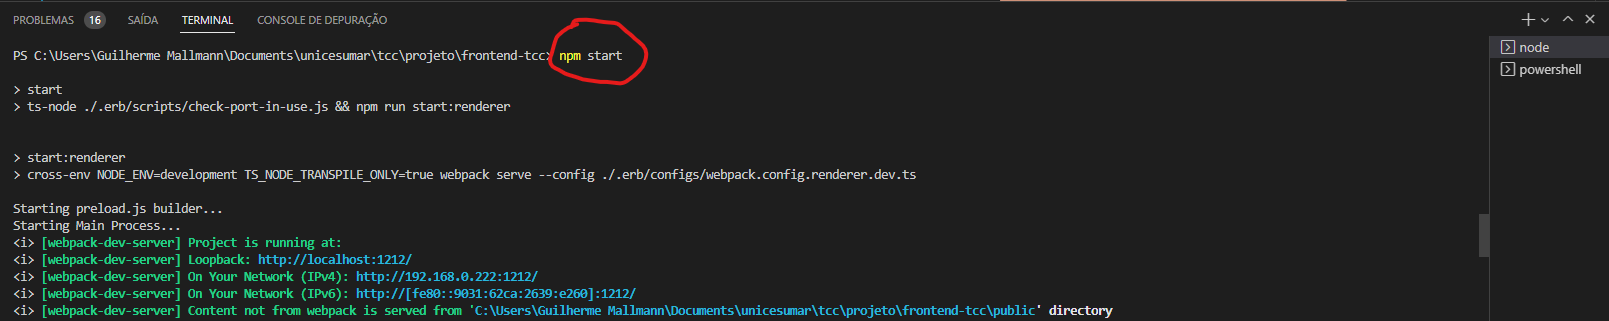 PROBLEMAS 16 SAÍDA TERMINAL CONSOLE DE DEPURAÇÃO
node
powershell
PS C:\Users\Guilherme Mallmann\Documents\unicesumar\tcc\projeto\frontend-tcc> npm start
> start
> ts-node ./.erb/scripts/check-port-in-use.js && npm run start:renderer
> start:renderer
> cross-env NODE_ENV=development TS_NODE_TRANSPILE_ONLY=true webpack serve --config ./.erb/configs/webpack.config.renderer.dev.ts
Starting preload.js builder...
Starting Main Process...
<i> [webpack-dev-server] Project is running at:
<i> [webpack-dev-server] Loopback: http://localhost:1212/
<i> [webpack-dev-server] On Your Network (IPv4): http://192.168.0.222:1212/
<i> [webpack-dev-server] On Your Network (IPv6): http://[fe80::9031:62ca:2639:e260]:1212/
<i> [webpack-dev-server] Content not from webpack is served from 'C:\Users\Guilherme Mallmann\Documents\unicesumar\tcc\projeto\frontend-tcc\public' directory